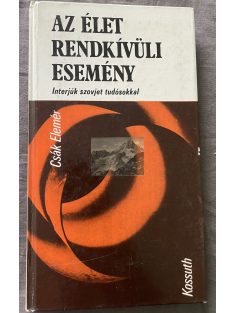 AZ ÉLET
RENDKÍVÜLI
ESEMÉNY
Interjúk szovjet tudósokkal
Csák Elemér
Kossuth